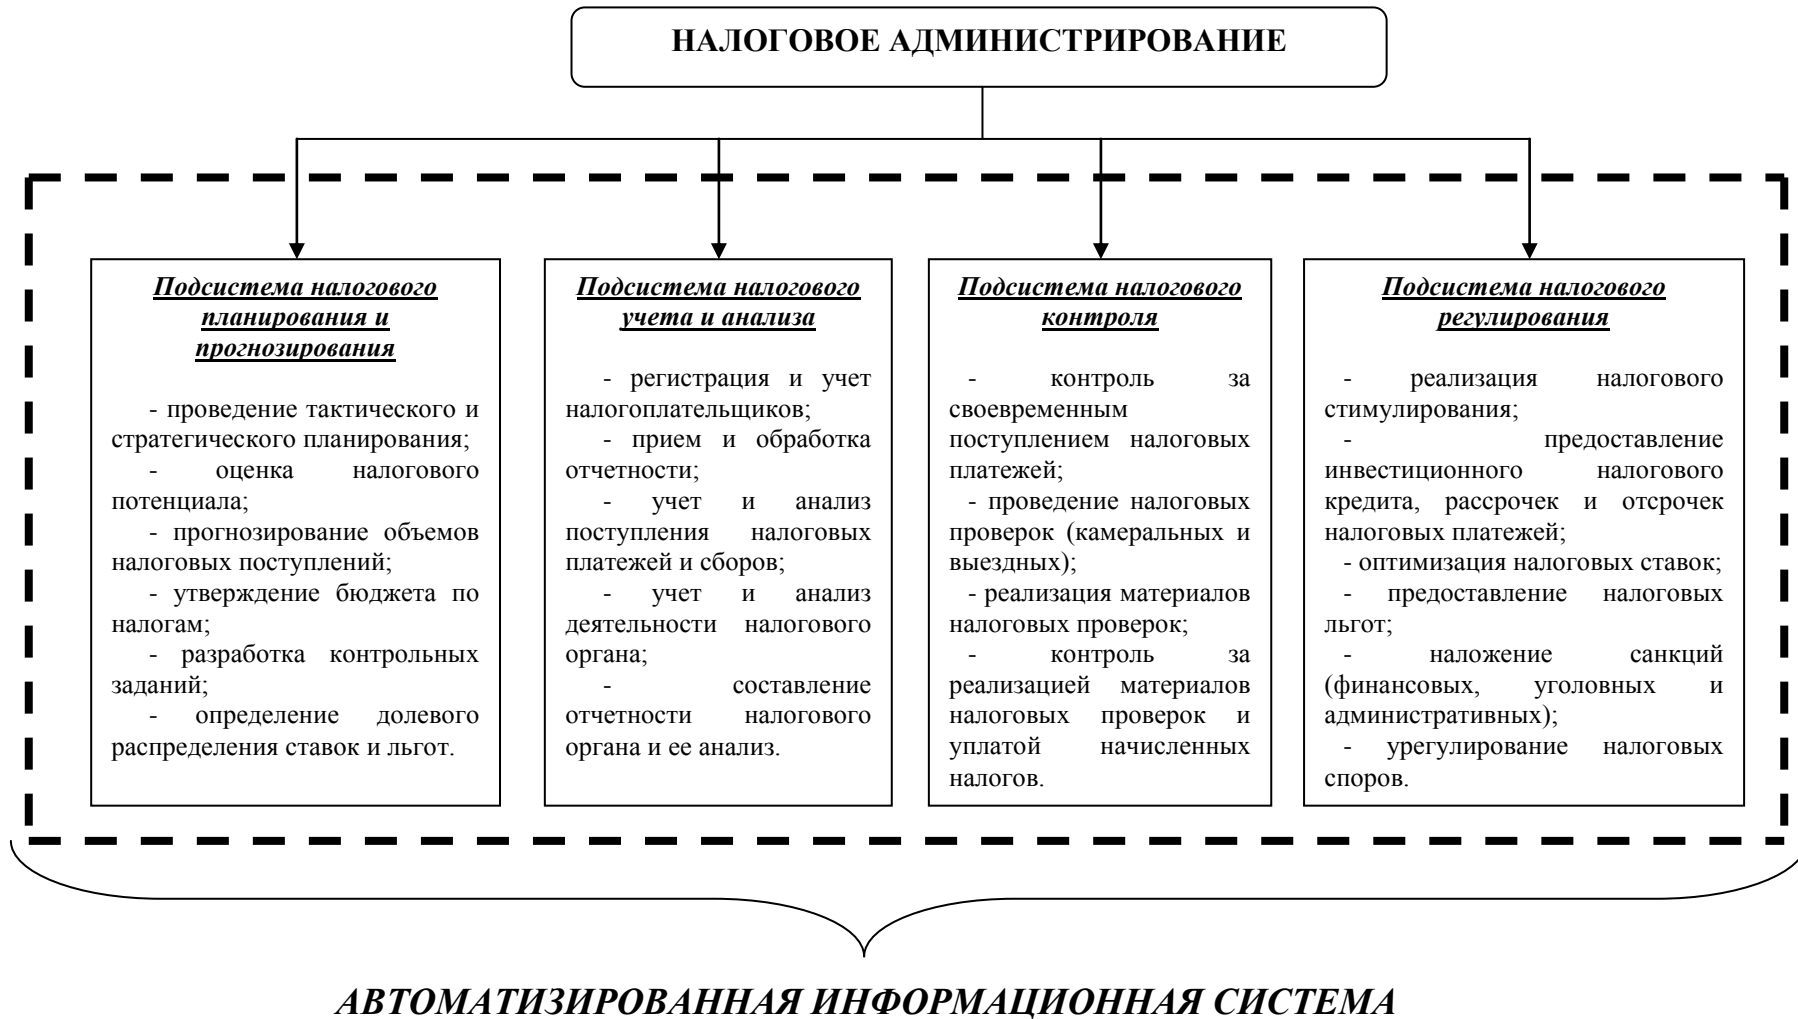 НАЛОГОВОЕ АДМИНИСТРИРОВАНИЕ
Подсистема налогового
планирования и
прогнозирования
- проведение тактического и
стратегического планирования;
- оценка налогового
потенциала;
- прогнозирование объемов
налоговых поступлений;
- утверждение бюджета по
налогам;
- разработка контрольных
заданий;
- определение долевого
распределения ставок и льгот.
Подсистема налогового
учета и анализа
- регистрация и учет
налогоплательщиков;
- прием и обработка
отчетности;
- учет и анализ
поступления налоговых
платежей и сборов;
- учет и анализ
деятельности налогового
органа;
- составление
отчетности налогового
органа и ее анализ.
Подсистема налогового
контроля
- контроль за
своевременным
поступлением налоговых
платежей;
- проведение налоговых
проверок (камеральных и
выездных);
- реализация материалов
налоговых проверок;
- контроль за
реализацией материалов
налоговых проверок и
уплатой начисленных
налогов.
Подсистема налогового
регулирования
- реализация налогового
стимулирования;
- предоставление
инвестиционного налогового
кредита, рассрочек и отсрочек
налоговых платежей;
- оптимизация налоговых ставок;
- предоставление налоговых
льгот;
- наложение санкций
(финансовых, уголовных и
административных);
- урегулирование налоговых
споров.
АВТОМАТИЗИРОВАННАЯ ИНФОРМАЦИОННАЯ СИСТЕМА